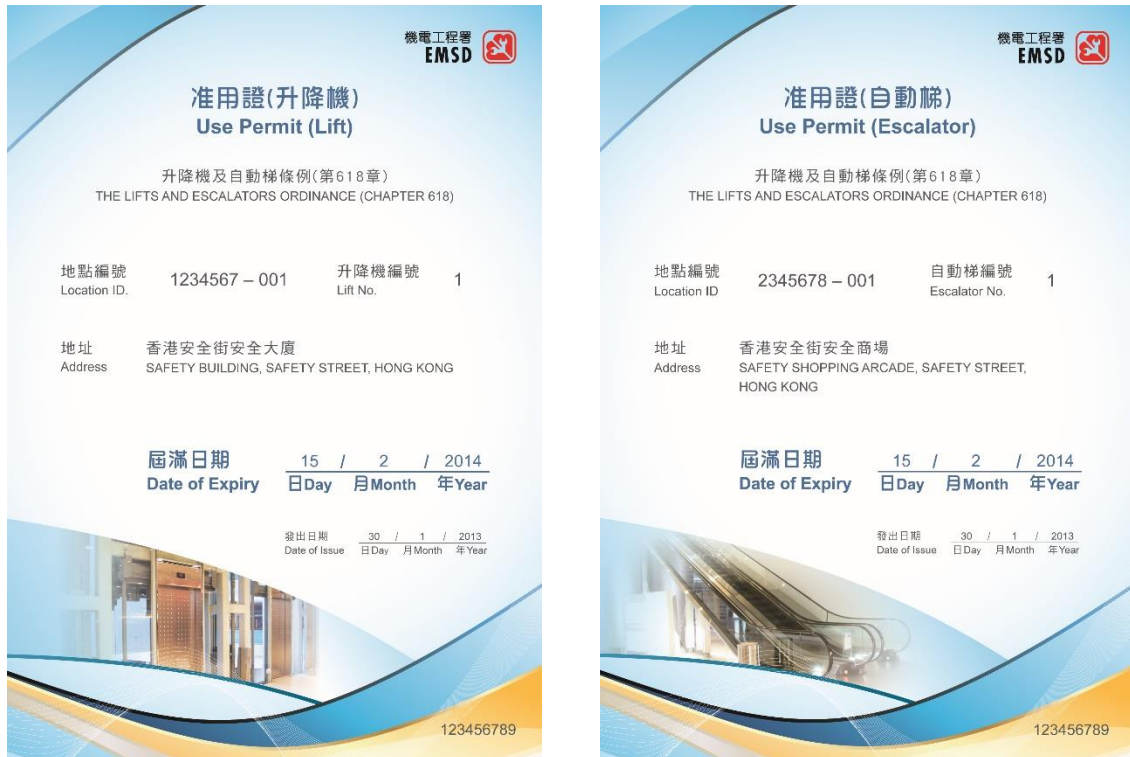 機電工程署
EMSD
准用證(升降機)
Use Permit (Lift)
升降機及自動梯條例(第618章)
THE LIFTS AND ESCALATORS ORDINANCE (CHAPTER 618)
地點編號 1234567 – 001 升降機編號 1
Location ID. Lift No.
地址 香港安全街安全大廈
Address SAFETY BUILDING, SAFETY STREET, HONG KONG
屆滿日期 15 / 2 / 2014
Date of Expiry 日Day 月Month 年Year
發出日期 30 / 1 / 2013
Date of Issue 日Day 月Month 年Year
123456789
機電工程署
EMSD
准用證(自動梯)
Use Permit (Escalator)
升降機及自動梯條例(第618章)
THE LIFTS AND ESCALATORS ORDINANCE (CHAPTER 618)
地點編號 2345678 – 001 自動梯編號 1
Location ID Escalator No.
地址 香港安全街安全商場
Address SAFETY SHOPPING ARCADE, SAFETY STREET,
HONG KONG
屆滿日期 15 / 2 / 2014
Date of Expiry 日Day 月Month 年Year
發出日期 30 / 1 / 2013
Date of Issue 日Day 月Month 年Year
123456789